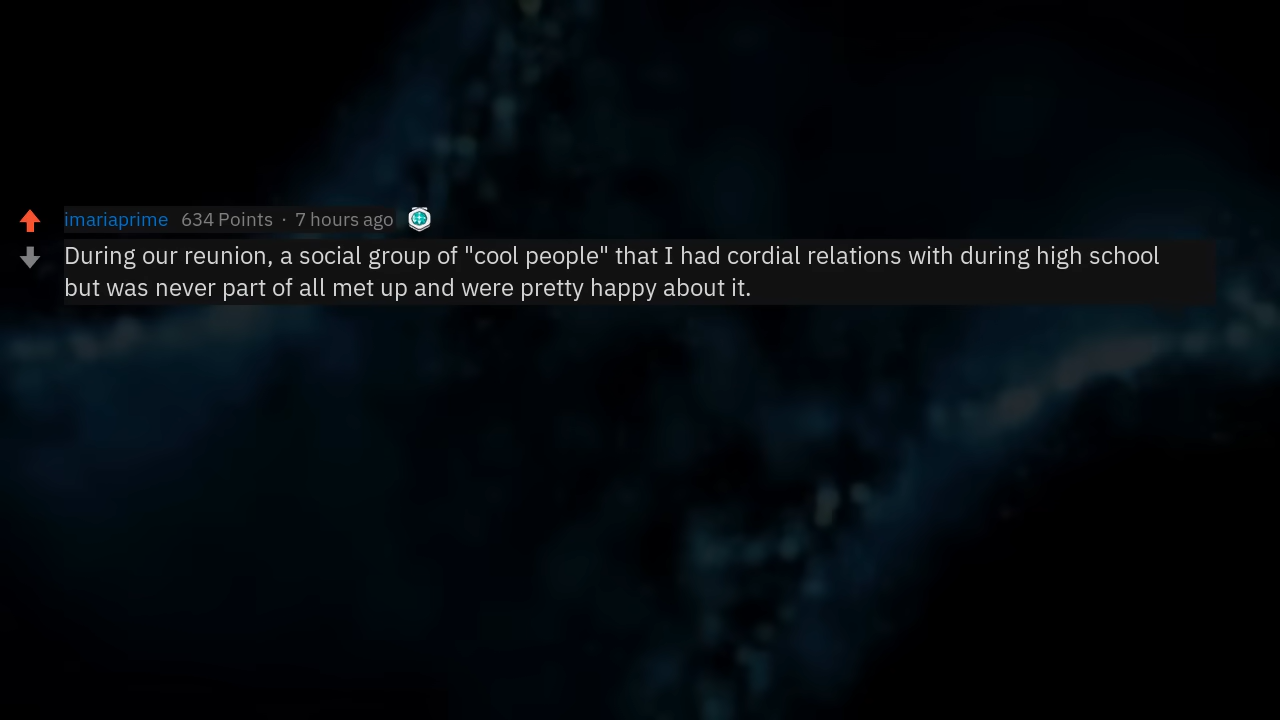 imariaprime 634 Points · 7 hours ago
During our reunion, a social group of "cool people" that I had cordial relations with during high school
but was never part of all met up and were pretty happy about it.